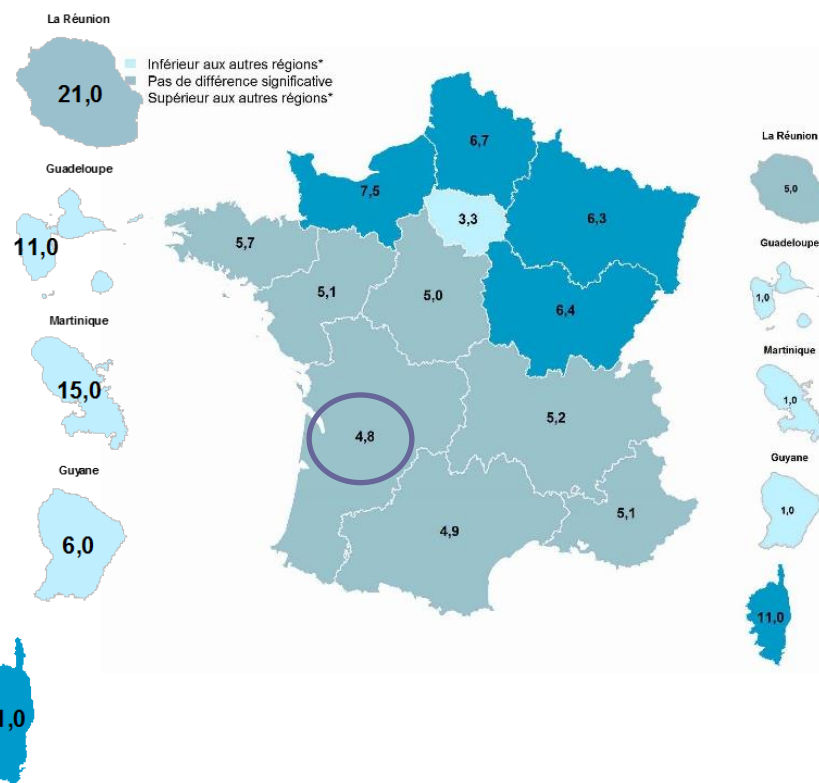 La Réunion
21,0
Inférieur aux autres régions*
Pas de différence significative
Supérieur aux autres régions*
Guadeloupe
11,0
Martinique
15,0
Guyane
6,0
1,0
6,7
7,5
3,3
6,3
5,7
5,1
5,0
6,4
4,8
5,2
4,9
5,1
La Réunion
5,0
Guadeloupe
1,0
Martinique
1,0
Guyane
1,0
11,0